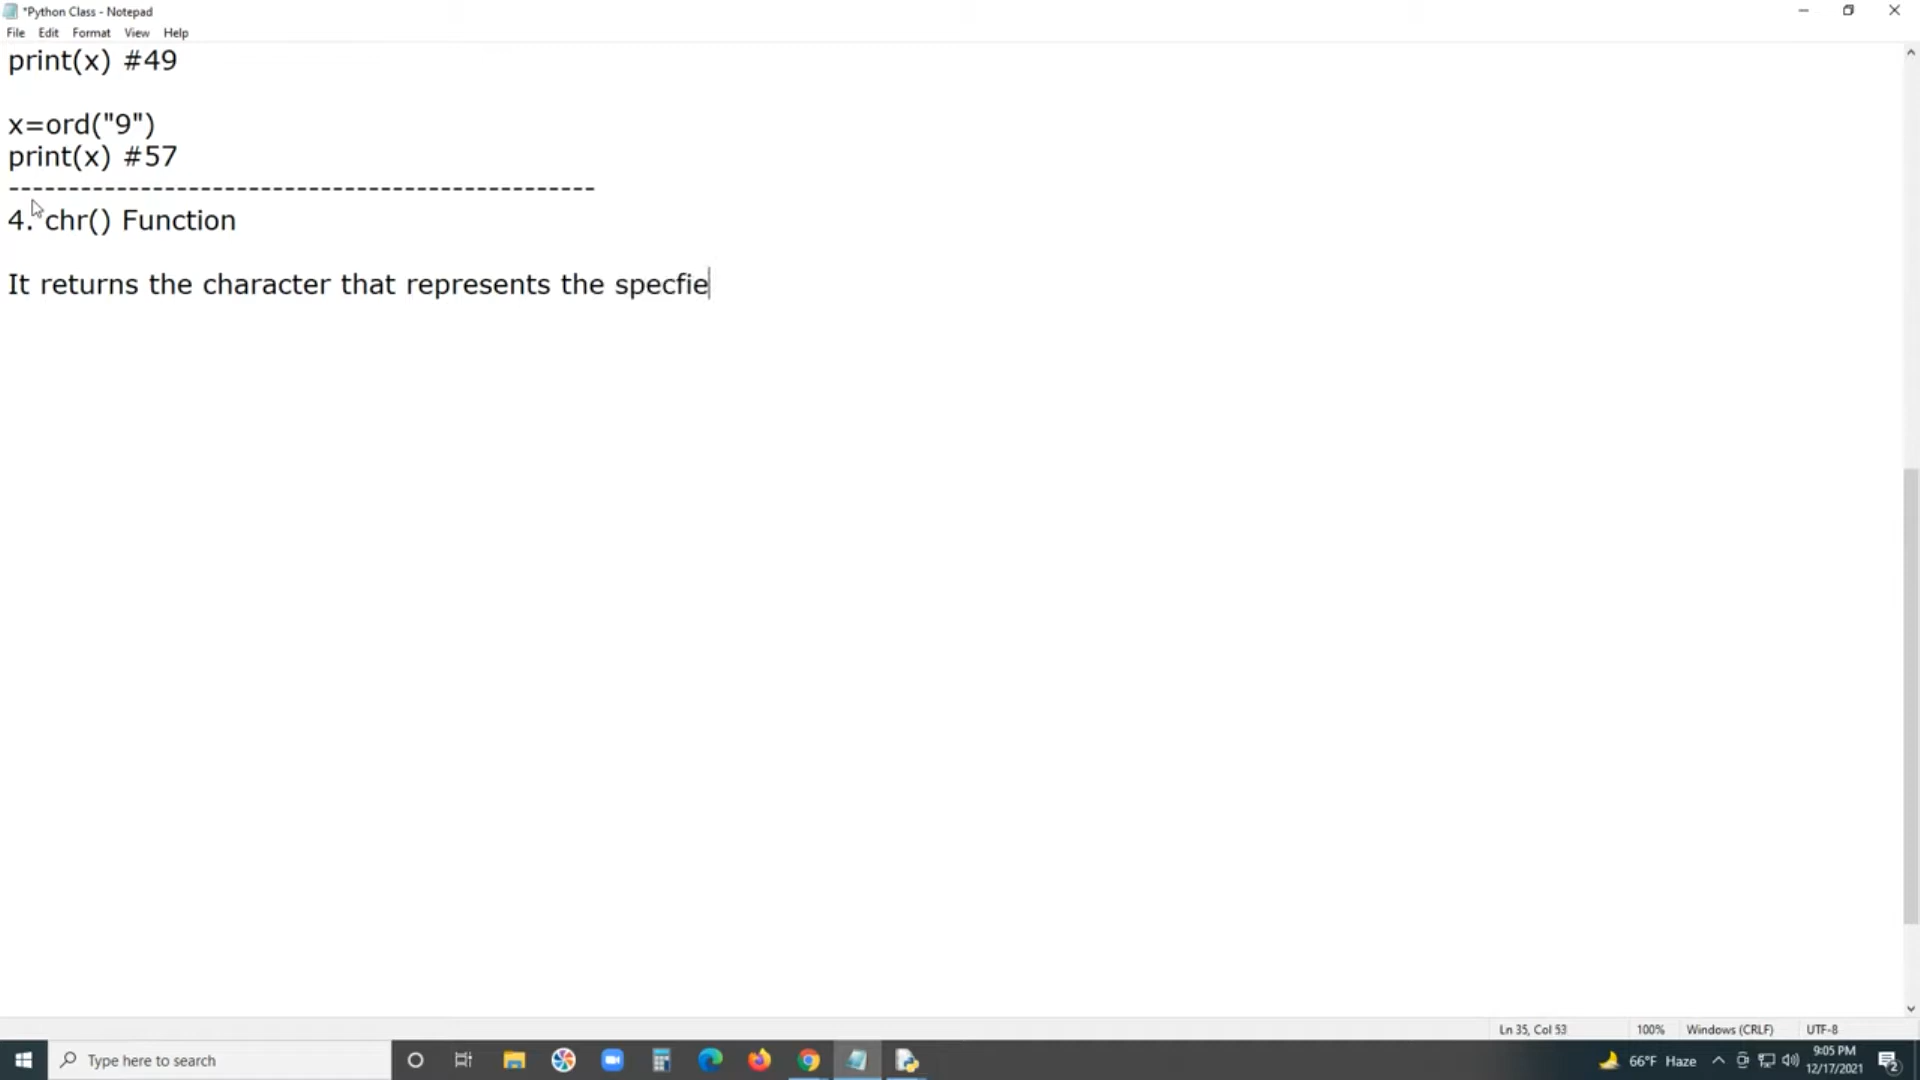 *Python Class - Notepad
File Edit Format View Help
print(x) #49
x=ord("9")
print(x) #57
-------------------------------------------------
4. chr() Function
It returns the character that represents the specfie
Ln 35, Col 53 100% Windows (CRLF) UTF-8
Type here to search
66°F Haze
9:05 PM
12/17/2021
2